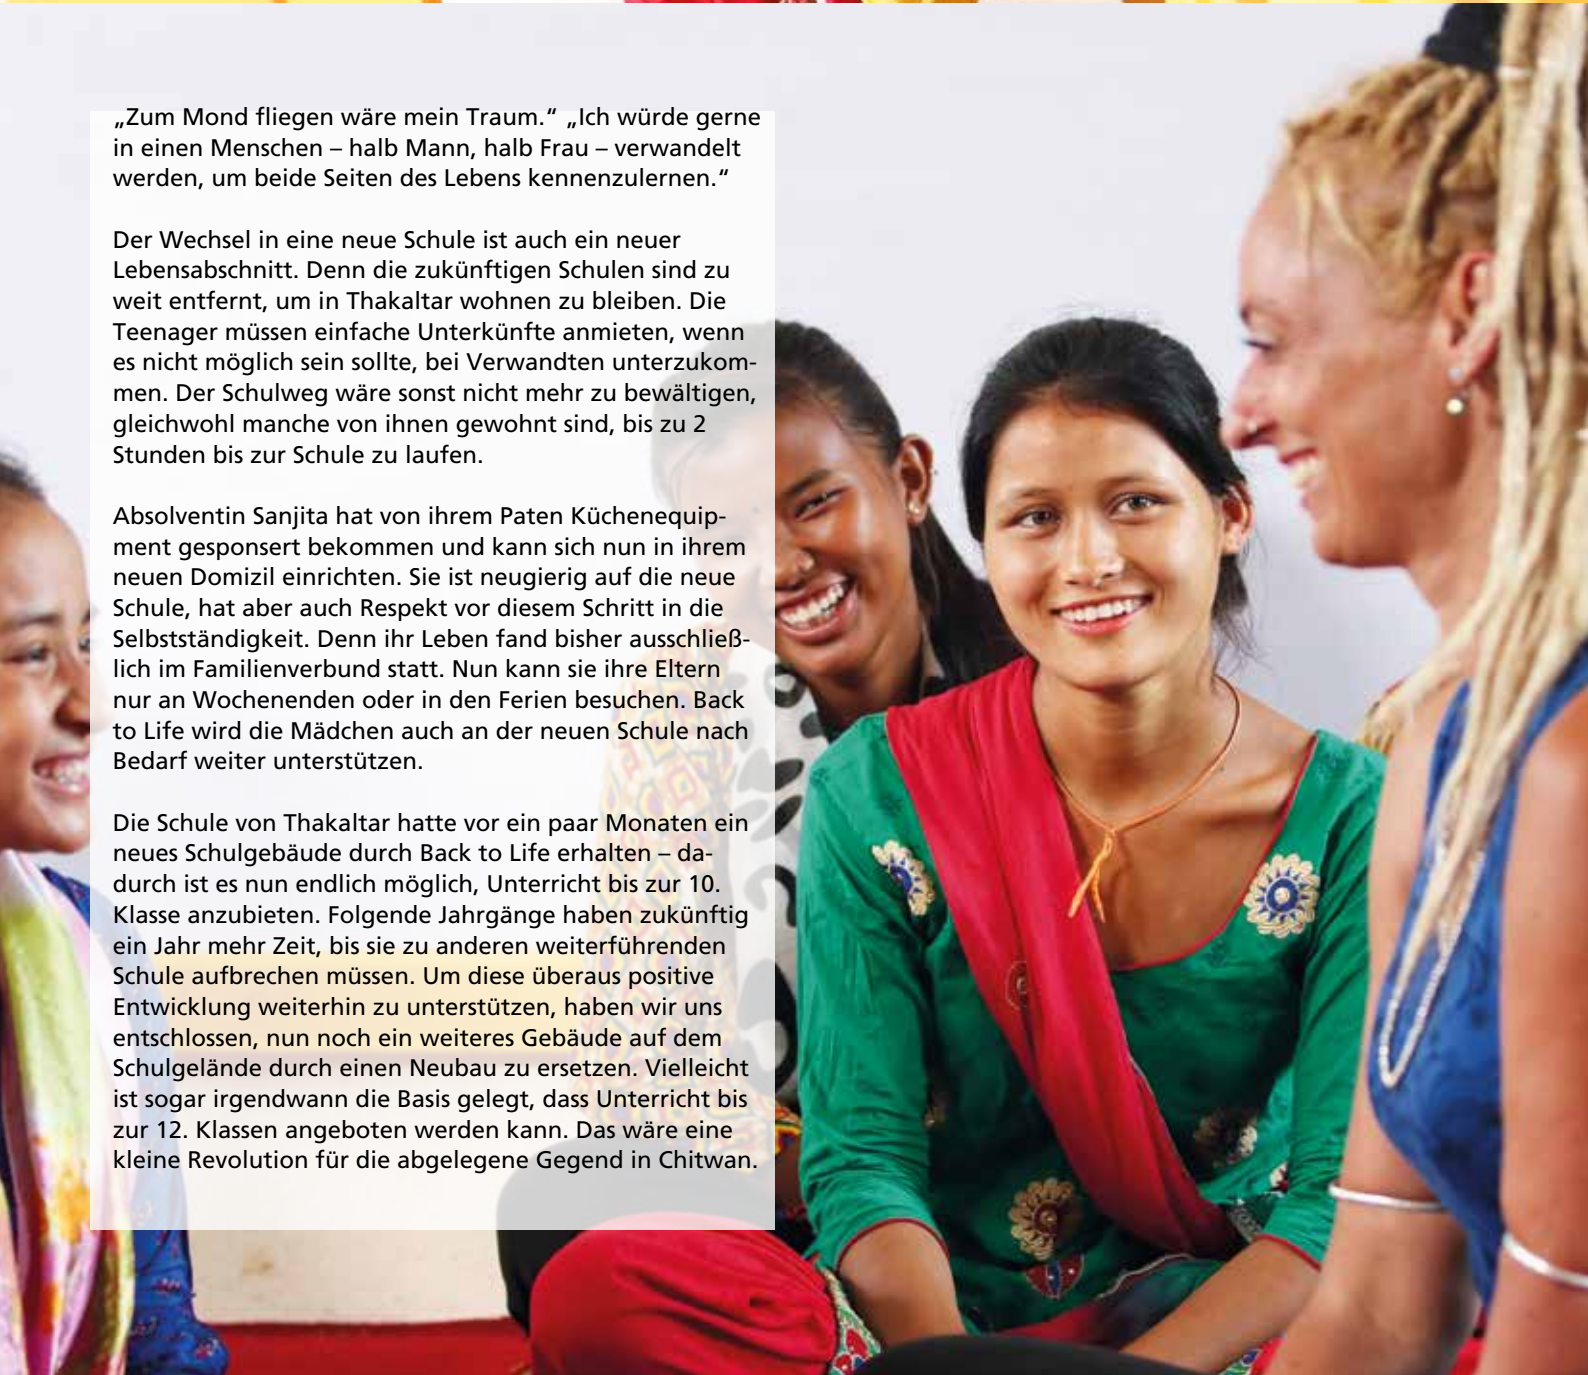 „Zum Mond fliegen wäre mein Traum.“ „Ich würde gerne
in einen Menschen – halb Mann, halb Frau – verwandelt
werden, um beide Seiten des Lebens kennenzulernen.“
Der Wechsel in eine neue Schule ist auch ein neuer
Lebensabschnitt. Denn die zukünftigen Schulen sind zu
weit entfernt, um in Thakaltar wohnen zu bleiben. Die
Teenager müssen einfache Unterkünfte anmieten, wenn
es nicht möglich sein sollte, bei Verwandten unterzukom-
men. Der Schulweg wäre sonst nicht mehr zu bewältigen,
gleichwohl manche von ihnen gewohnt sind, bis zu 2
Stunden bis zur Schule zu laufen.
Absolventin Sanjita hat von ihrem Paten Küchenequip-
ment gesponsert bekommen und kann sich nun in ihrem
neuen Domizil einrichten. Sie ist neugierig auf die neue
Schule, hat aber auch Respekt vor diesem Schritt in die
Selbstständigkeit. Denn ihr Leben fand bisher ausschließ-
lich im Familienverbund statt. Nun kann sie ihre Eltern
nur an Wochenenden oder in den Ferien besuchen. Back
to Life wird die Mädchen auch an der neuen Schule nach
Bedarf weiter unterstützen.
Die Schule von Thakaltar hatte vor ein paar Monaten ein
neues Schulgebäude durch Back to Life erhalten – da-
durch ist es nun endlich möglich, Unterricht bis zur 10.
Klasse anzubieten. Folgende Jahrgänge haben zukünftig
ein Jahr mehr Zeit, bis sie zu anderen weiterführenden
Schule aufbrechen müssen. Um diese überaus positive
Entwicklung weiterhin zu unterstützen, haben wir uns
entschlossen, nun noch ein weiteres Gebäude auf dem
Schulgelände durch einen Neubau zu ersetzen. Vielleicht
ist sogar irgendwann die Basis gelegt, dass Unterricht bis
zur 12. Klassen angeboten werden kann. Das wäre eine
kleine Revolution für die abgelegene Gegend in Chitwan.